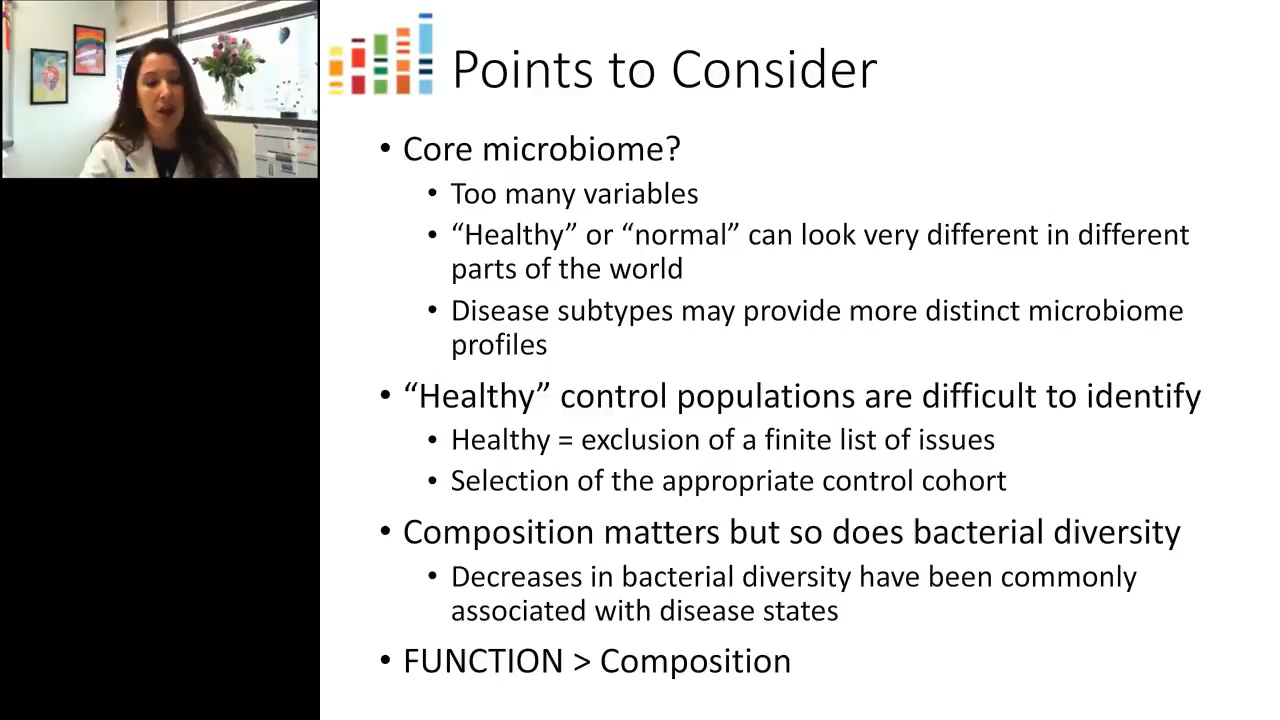 Points to Consider
• Core microbiome?
• Too many variables
• “Healthy” or “normal” can look very different in different
parts of the world
• Disease subtypes may provide more distinct microbiome
profiles
• “Healthy” control populations are difficult to identify
• Healthy = exclusion of a finite list of issues
• Selection of the appropriate control cohort
• Composition matters but so does bacterial diversity
• Decreases in bacterial diversity have been commonly
associated with disease states
• FUNCTION > Composition